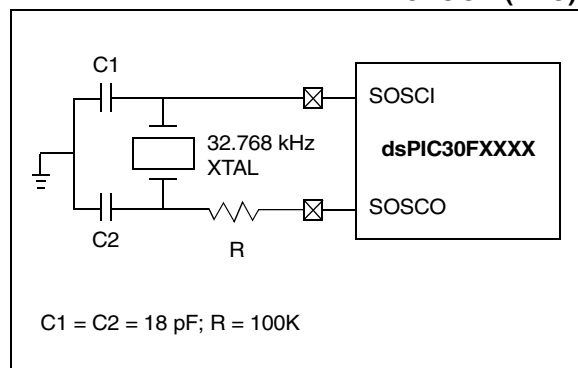 C1
SOSCI
32.768 kHz
XTAL
dsPIC30FXXXX
SOSCO
C2
R
C1 = C2 = 18 pF; R = 100K